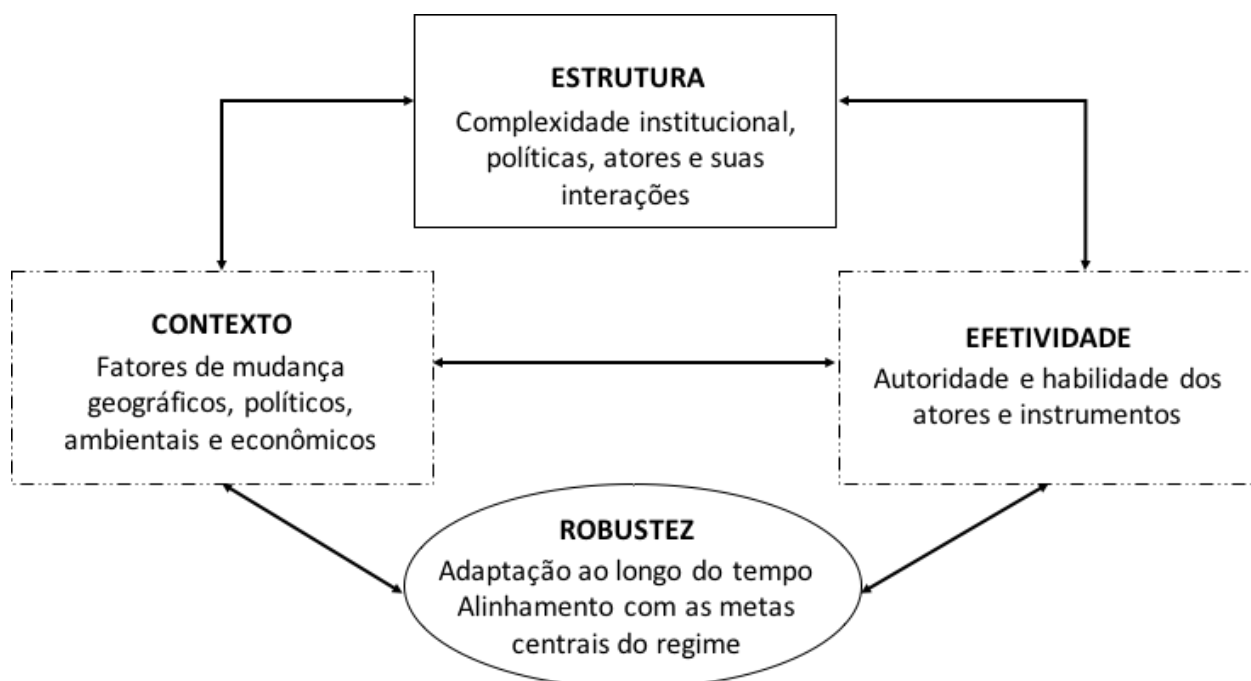 ESTRUTURA
Complexidade institucional,
políticas, atores e suas
interações
CONTEXTO
Fatores de mudança
geográficos, políticos,
ambientais e econômicos
EFETIVIDADE
Autoridade e habilidade dos
atores e instrumentos
ROBUSTEZ
Adaptação ao longo do tempo
Alinhamento com as metas
centrais do regime